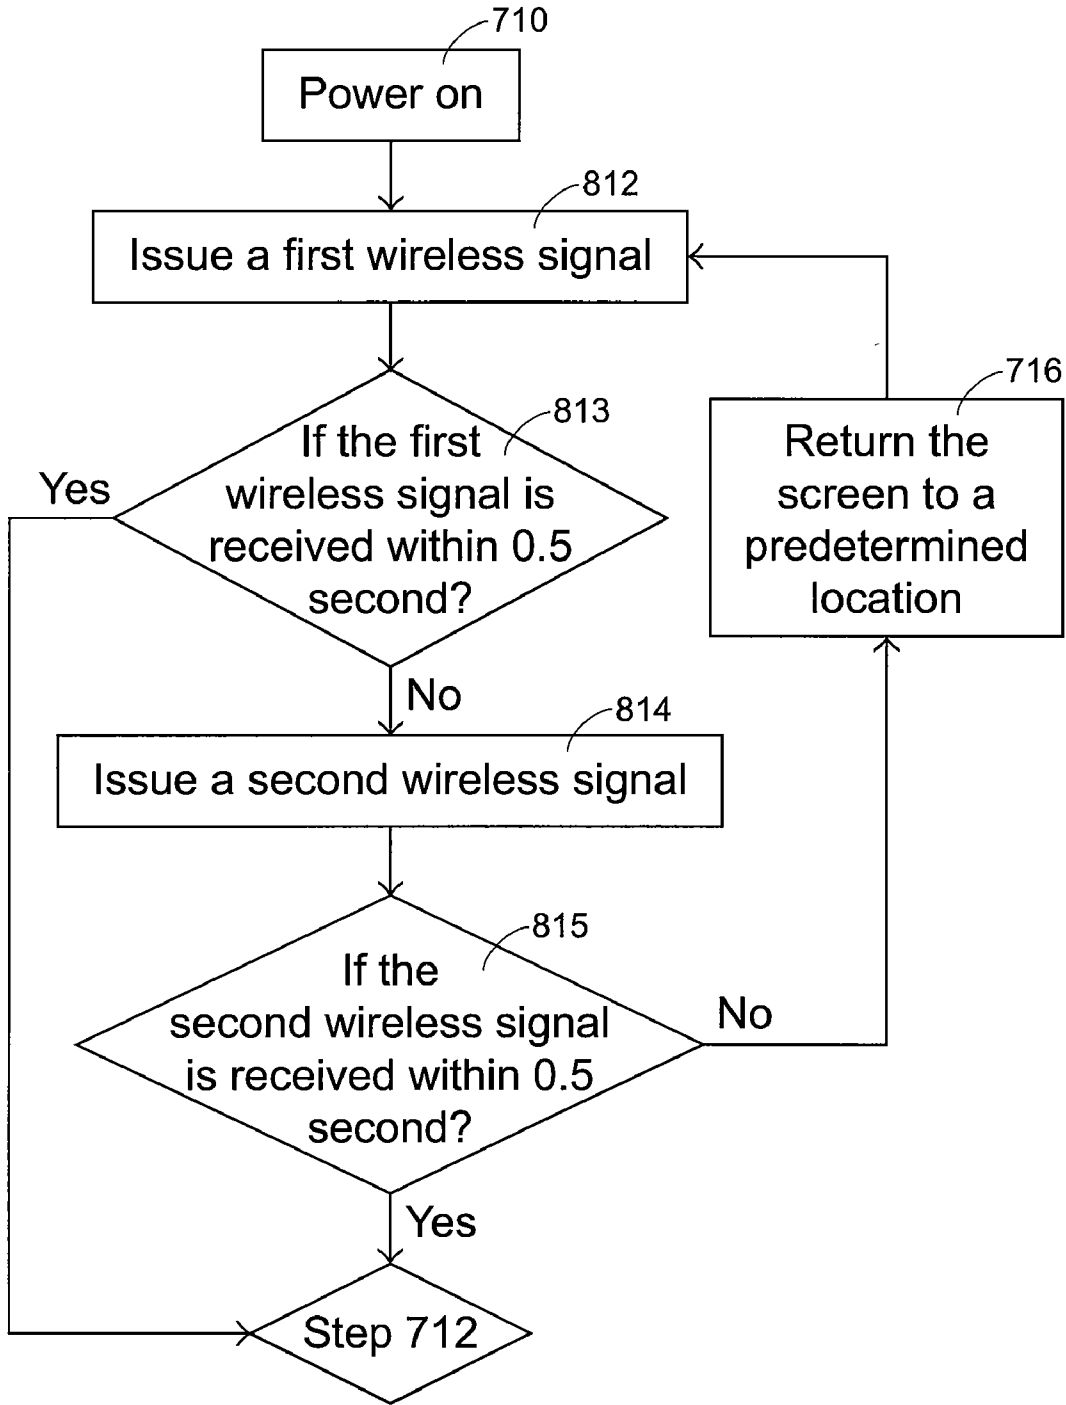 710
Power on
812
Issue a first wireless signal
716
Return the
screen to a
predetermined
location
813
If the first
wireless signal is
received within 0.5
second?
Yes
No
814
Issue a second wireless signal
815
If the
second wireless signal
is received within 0.5
second?
No
Yes
Step 712